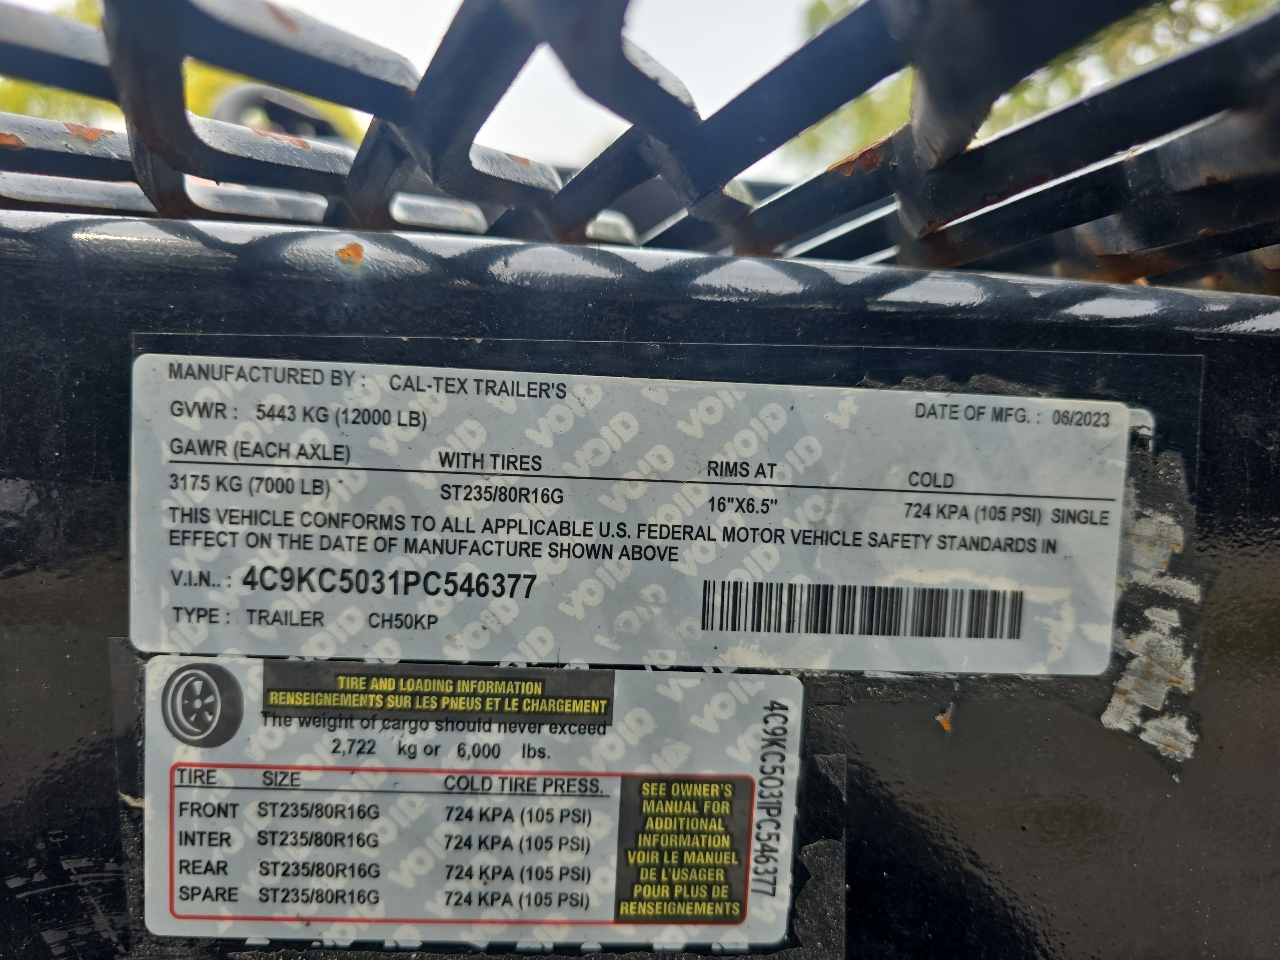 MANUFACTURED BY : CAL-TEX TRAILER'S
GVWR : 5443 KG (12000 LB) DATE OF MFG. : 06/2023
GAWR (EACH AXLE) WITH TIRES RIMS AT COLD
3175 KG (7000 LB) ST235/80R16G 16"X6.5" 724 KPA (105 PSI) SINGLE
THIS VEHICLE CONFORMS TO ALL APPLICABLE U.S. FEDERAL MOTOR VEHICLE SAFETY STANDARDS IN
EFFECT ON THE DATE OF MANUFACTURE SHOWN ABOVE
V.I.N.. : 4C9KC5031PC546377
TYPE : TRAILER CH50KP
TIRE AND LOADING INFORMATION
RENSEIGNEMENTS SUR LES PNEUS ET LE CHARGEMENT
The weight of cargo should never exceed
2,722 kg or 6,000 lbs.
TIRE SIZE COLD TIRE PRESS.
FRONT ST235/80R16G 724 KPA (105 PSI)
INTER ST235/80R16G 724 KPA (105 PSI)
REAR ST235/80R16G 724 KPA (105 PSI)
SPARE ST235/80R16G 724 KPA (105 PSI)
SEE OWNER'S
MANUAL FOR
ADDITIONAL
INFORMATION
VOIR LE MANUEL
DE L'USAGER
POUR PLUS DE
RENSEIGNEMENTS
4C9KC5031PC546377
VOID VOID VOID VOID VOID